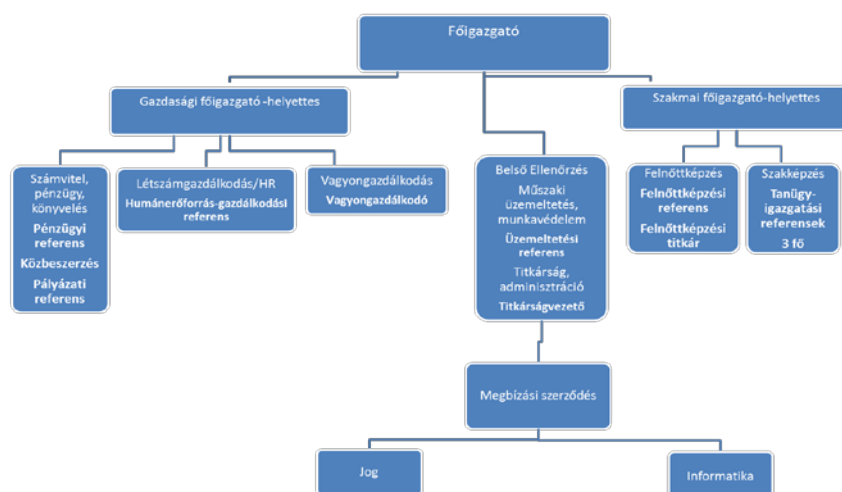 Főigazgató
Gazdasági főigazgató -helyettes
Szakmai főigazgató-helyettes
Számvitel,
pénzügy,
könyvelés
Pénzügyi
referens
Közbeszerzés
Pályázati
referens
Létszámgazdálkodás/HR
Humánerőforrás-gazdálkodási
referens
Vagyongazdálkodás
Vagyongazdálkodó
Belső Ellenőrzés
Műszaki
üzemeltetés,
munkavédelem
Üzemeltetési
referens
Titkárság,
adminisztráció
Titkárságvezető
Felnőttképzés
Felnőttképzési
referens
Felnőttképzési
titkár
Szakképzés
Tanügy-
igazgatási
referensek
3 fő
Megbízási szerződés
Jog
Informatika